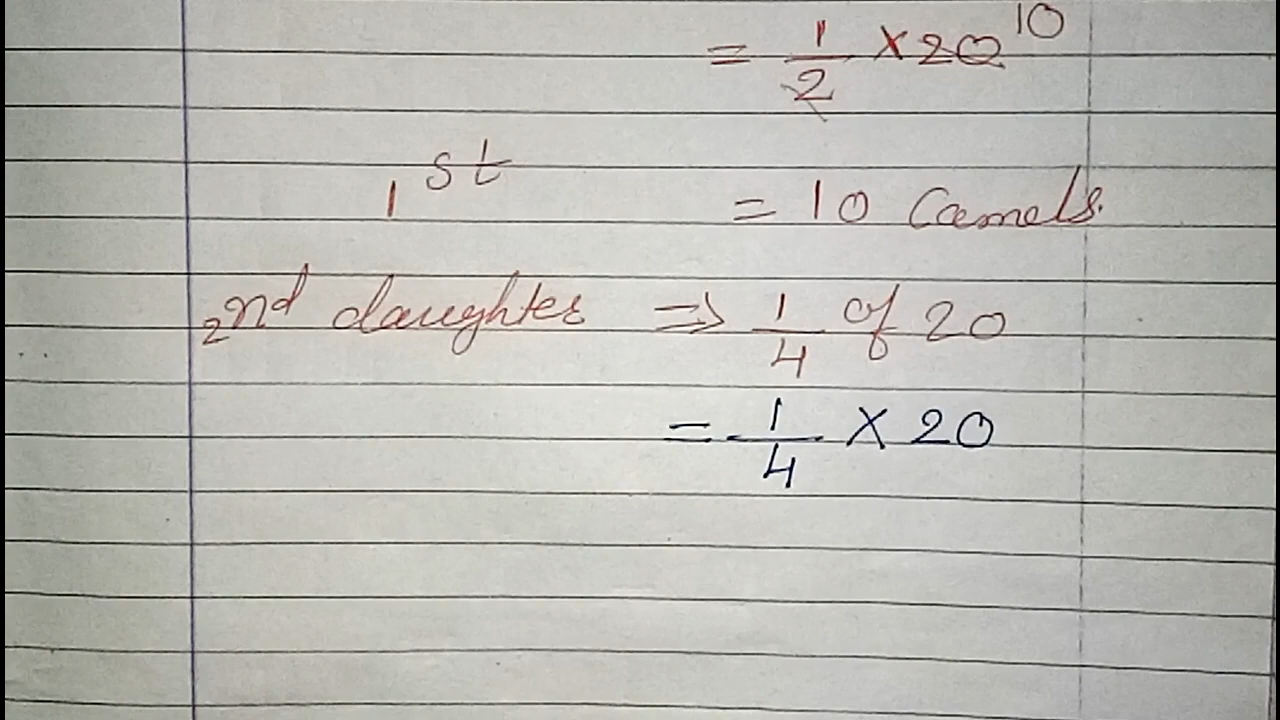 = 1/2 × 20 10
1st = 10 Camels.
2nd daughter ⇒ 1/4 of 20
= 1/4 × 20